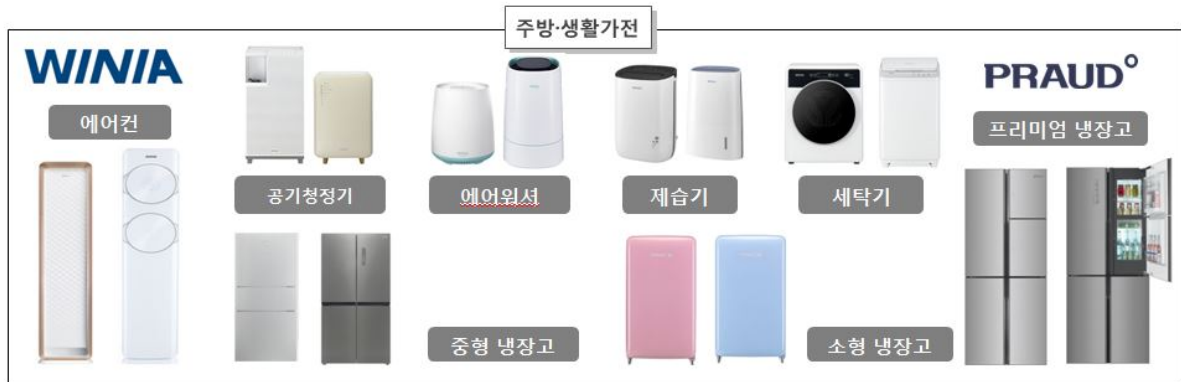 주방·생활가전
WINIA
PRAUD
에어컨
프리미엄 냉장고
공기청정기
에어워셔
제습기
세탁기
중형 냉장고
소형 냉장고